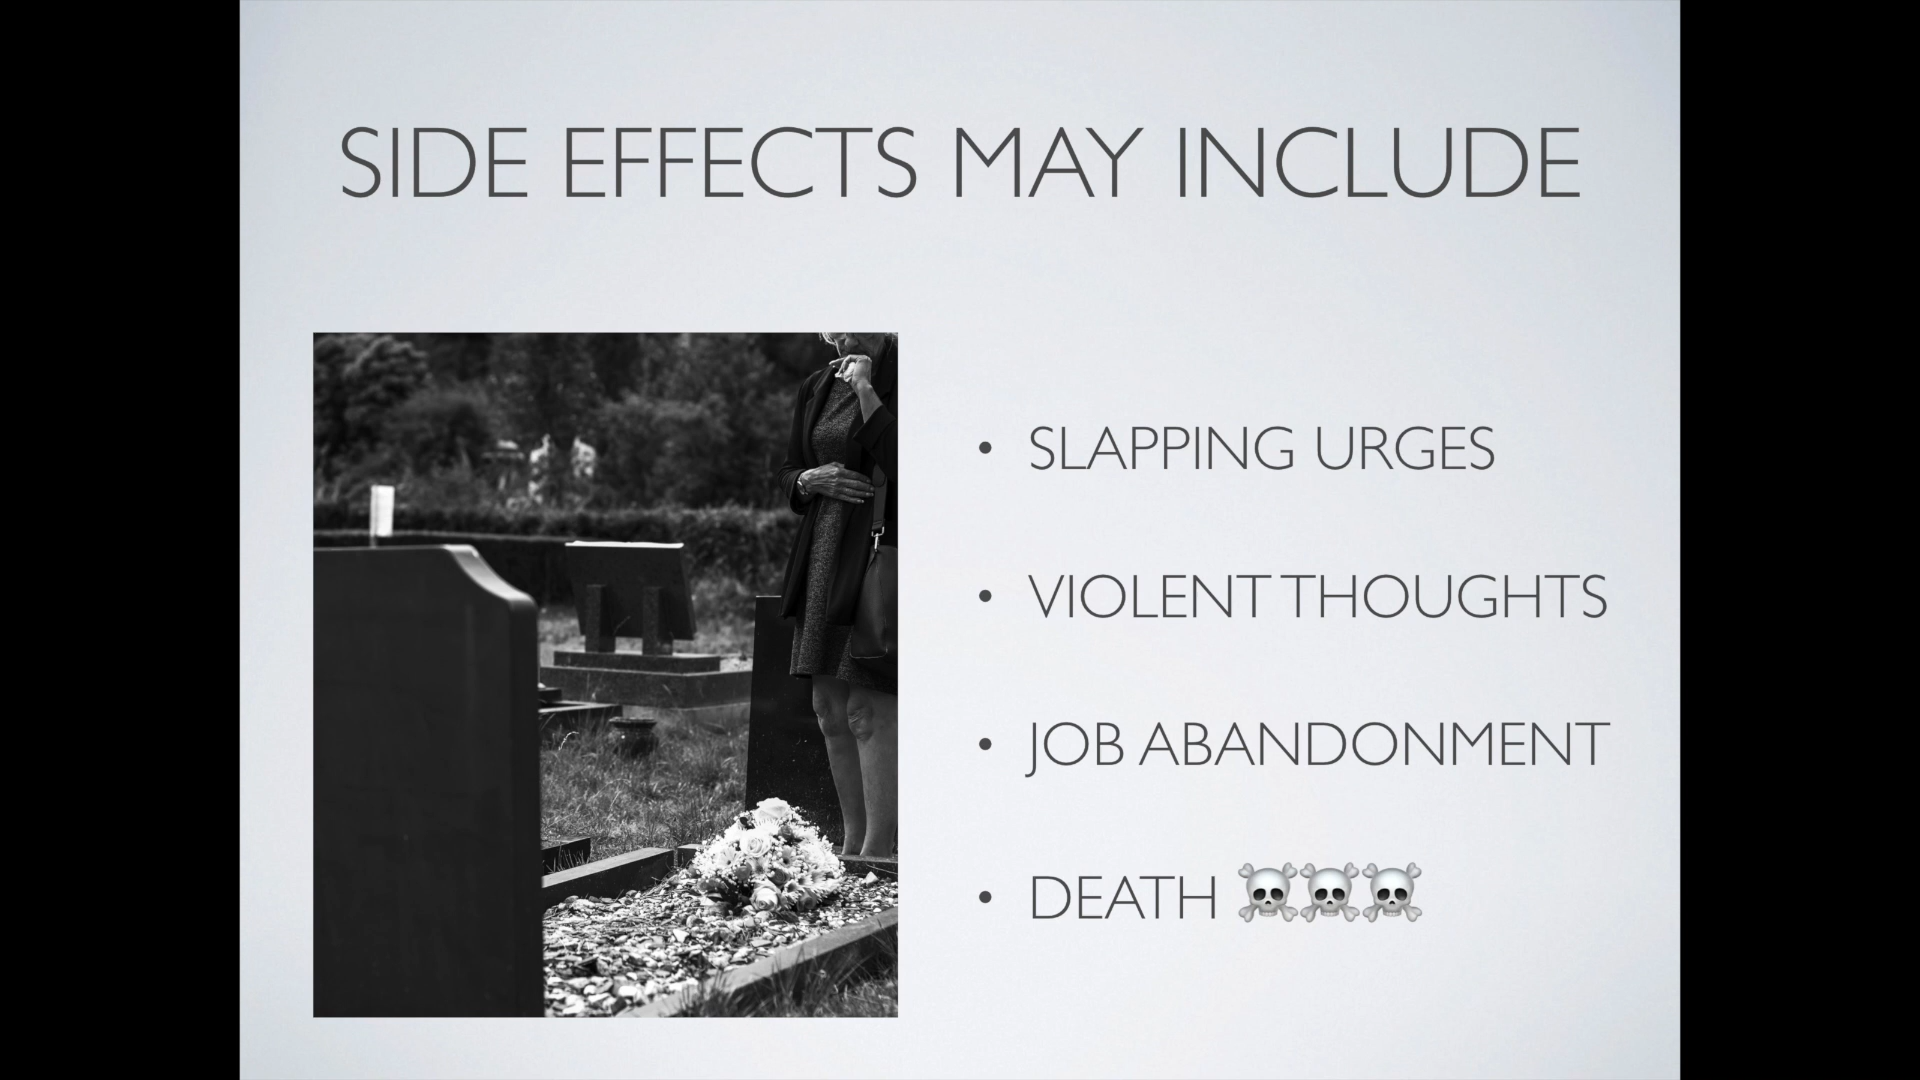 SIDE EFFECTS MAY INCLUDE
• SLAPPING URGES
• VIOLENT THOUGHTS
• JOB ABANDONMENT
• DEATH ☠️☠️☠️